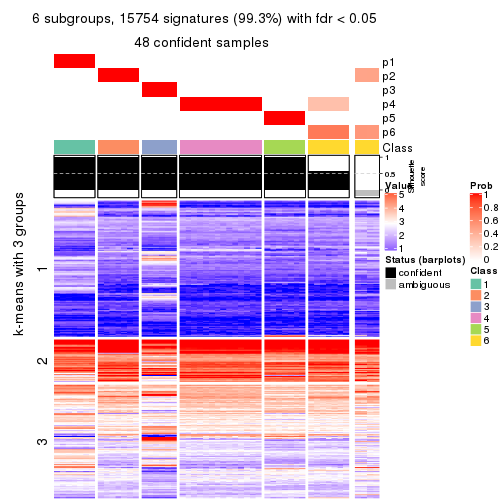 6 subgroups, 15754 signatures (99.3%) with fdr < 0.05
48 confident samples
p1
p2
p3
p4
p5
p6
Class
1
0.5
0
Silhouette
score
k-means with 3 groups
1
2
3
Value
5
4
3
2
1
Status (barplots)
confident
ambiguous
Prob
1
0.8
0.6
0.4
0.2
0
Class
1
2
3
4
5
6